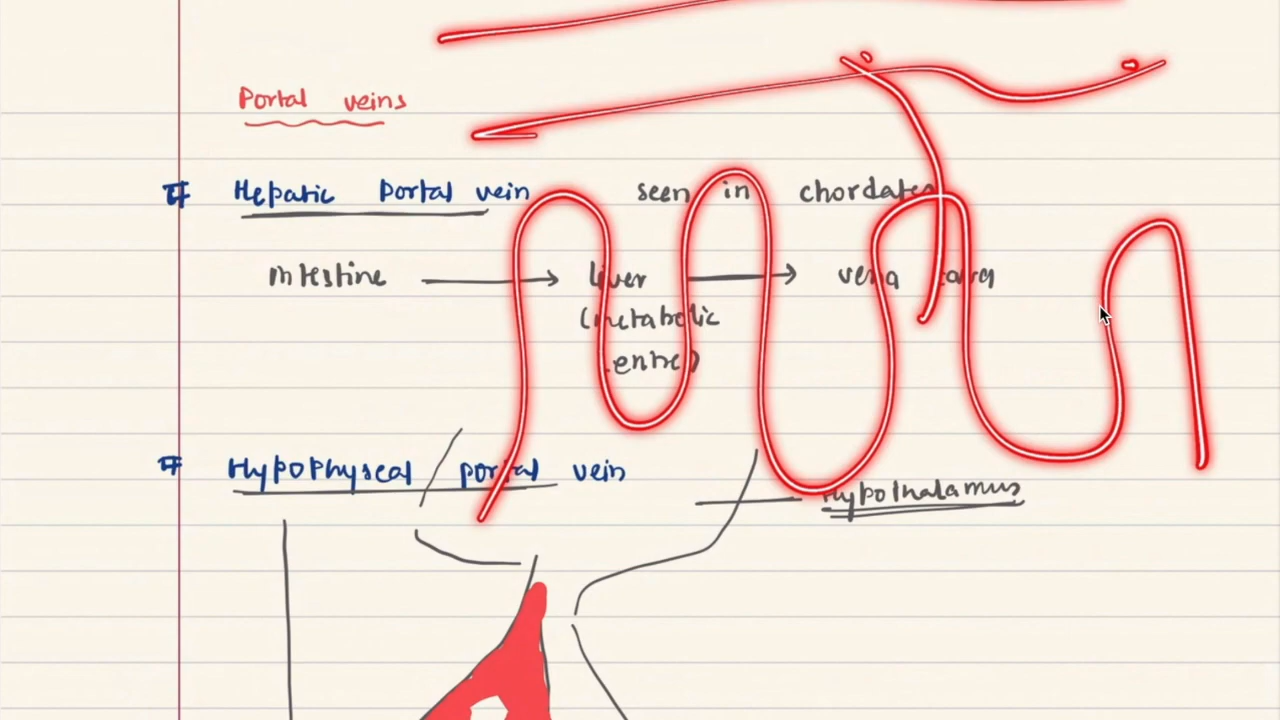 Portal veins
# Hepatic Portal vein seen in chordates
Intestine → liver → vena cava
(metabolic
centre)
# Hypophyseal portal vein
Hypothalamus